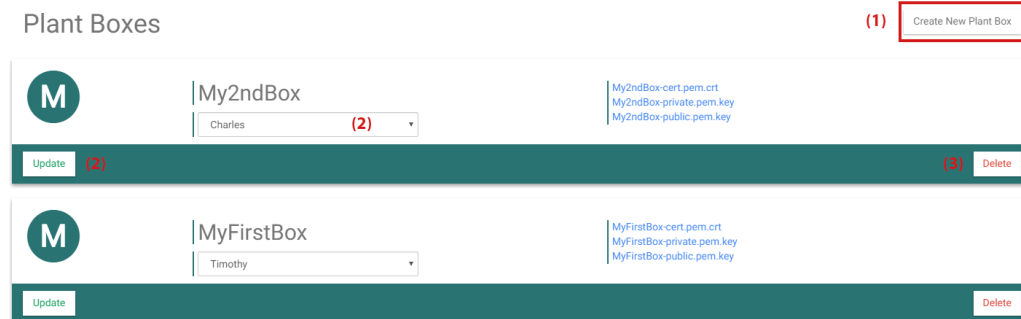 Plant Boxes
(1) Create New Plant Box
M
My2ndBox
Charles (2)
My2ndBox-cert.pem.crt
My2ndBox-private.pem.key
My2ndBox-public.pem.key
Update (2)
(3) Delete
M
MyFirstBox
Timothy
MyFirstBox-cert.pem.crt
MyFirstBox-private.pem.key
MyFirstBox-public.pem.key
Update
Delete